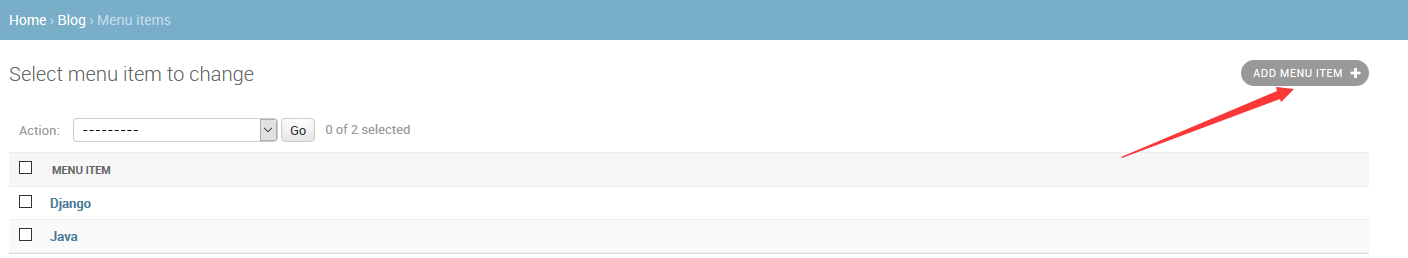 Home › Blog › Menu items
Select menu item to change
ADD MENU ITEM
Action: --------- Go 0 of 2 selected
MENU ITEM
Django
Java